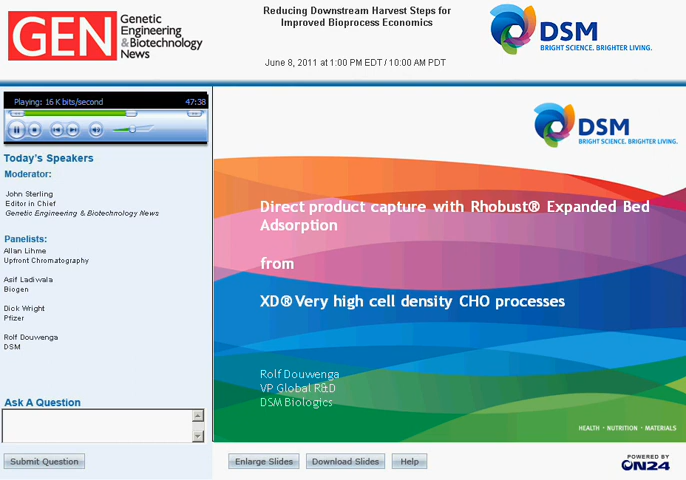 GEN Genetic
Engineering
& Biotechnology
News
Reducing Downstream Harvest Steps for
Improved Bioprocess Economics
June 8, 2011 at 1:00 PM EDT / 10:00 AM PDT
DSM
BRIGHT SCIENCE. BRIGHTER LIVING.
Playing: 16 K bits/second 47:38
Today's Speakers
Moderator:
John Sterling
Editor in Chief
Genetic Engineering & Biotechnology News
Panelists:
Allan Lihme
Upfront Chromatography
Asif Ladiwala
Biogen
Dick Wright
Pfizer
Rolf Douwenga
DSM
Ask A Question
Submit Question
DSM
BRIGHT SCIENCE. BRIGHTER LIVING.
Direct product capture with Rhobust® Expanded Bed
Adsorption
from
XD® Very high cell density CHO processes
Rolf Douwenga
VP Global R&D
DSM Biologics
HEALTH · NUTRITION · MATERIALS
Enlarge Slides Download Slides Help
POWERED BY
ON24